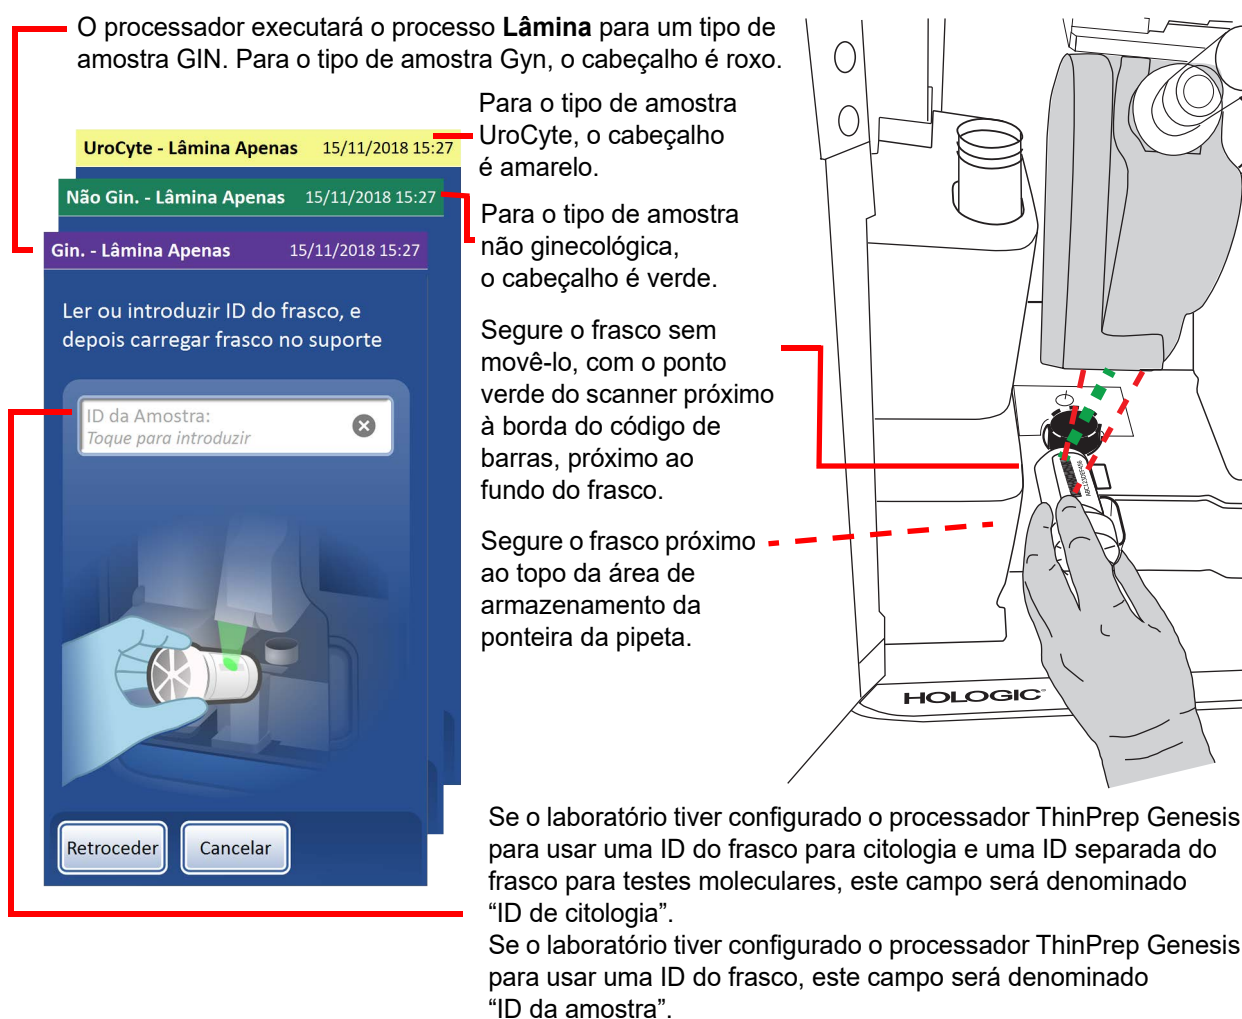 O processador executará o processo Lâmina para um tipo de
amostra GIN. Para o tipo de amostra Gyn, o cabeçalho é roxo.
Para o tipo de amostra
UroCyte, o cabeçalho
é amarelo.
UroCyte - Lâmina Apenas 15/11/2018 15:27
Não Gin. - Lâmina Apenas 15/11/2018 15:27
Gin. - Lâmina Apenas 15/11/2018 15:27
Para o tipo de amostra
não ginecológica,
o cabeçalho é verde.
Ler ou introduzir ID do frasco, e
depois carregar frasco no suporte
ID da Amostra:
Toque para introduzir
Retroceder
Cancelar
Segure o frasco sem
movê-lo, com o ponto
verde do scanner próximo
à borda do código de
barras, próximo ao
fundo do frasco.
Segure o frasco próximo
ao topo da área de
armazenamento da
ponteira da pipeta.
HOLOGIC
Se o laboratório tiver configurado o processador ThinPrep Genesis
para usar uma ID do frasco para citologia e uma ID separada do
frasco para testes moleculares, este campo será denominado
“ID de citologia”.
Se o laboratório tiver configurado o processador ThinPrep Genesis
para usar uma ID do frasco, este campo será denominado
“ID da amostra”.